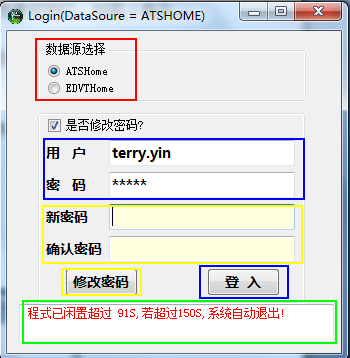 Login(DataSoure = ATSHOME)
数据源选择
ATSHome
EDVTHome
是否修改密码?
用 户 terry.yin
密 码 *****
新密码
确认密码
修改密码 登 入
程式已闲置超过 91S,若超过150S,系统自动退出!